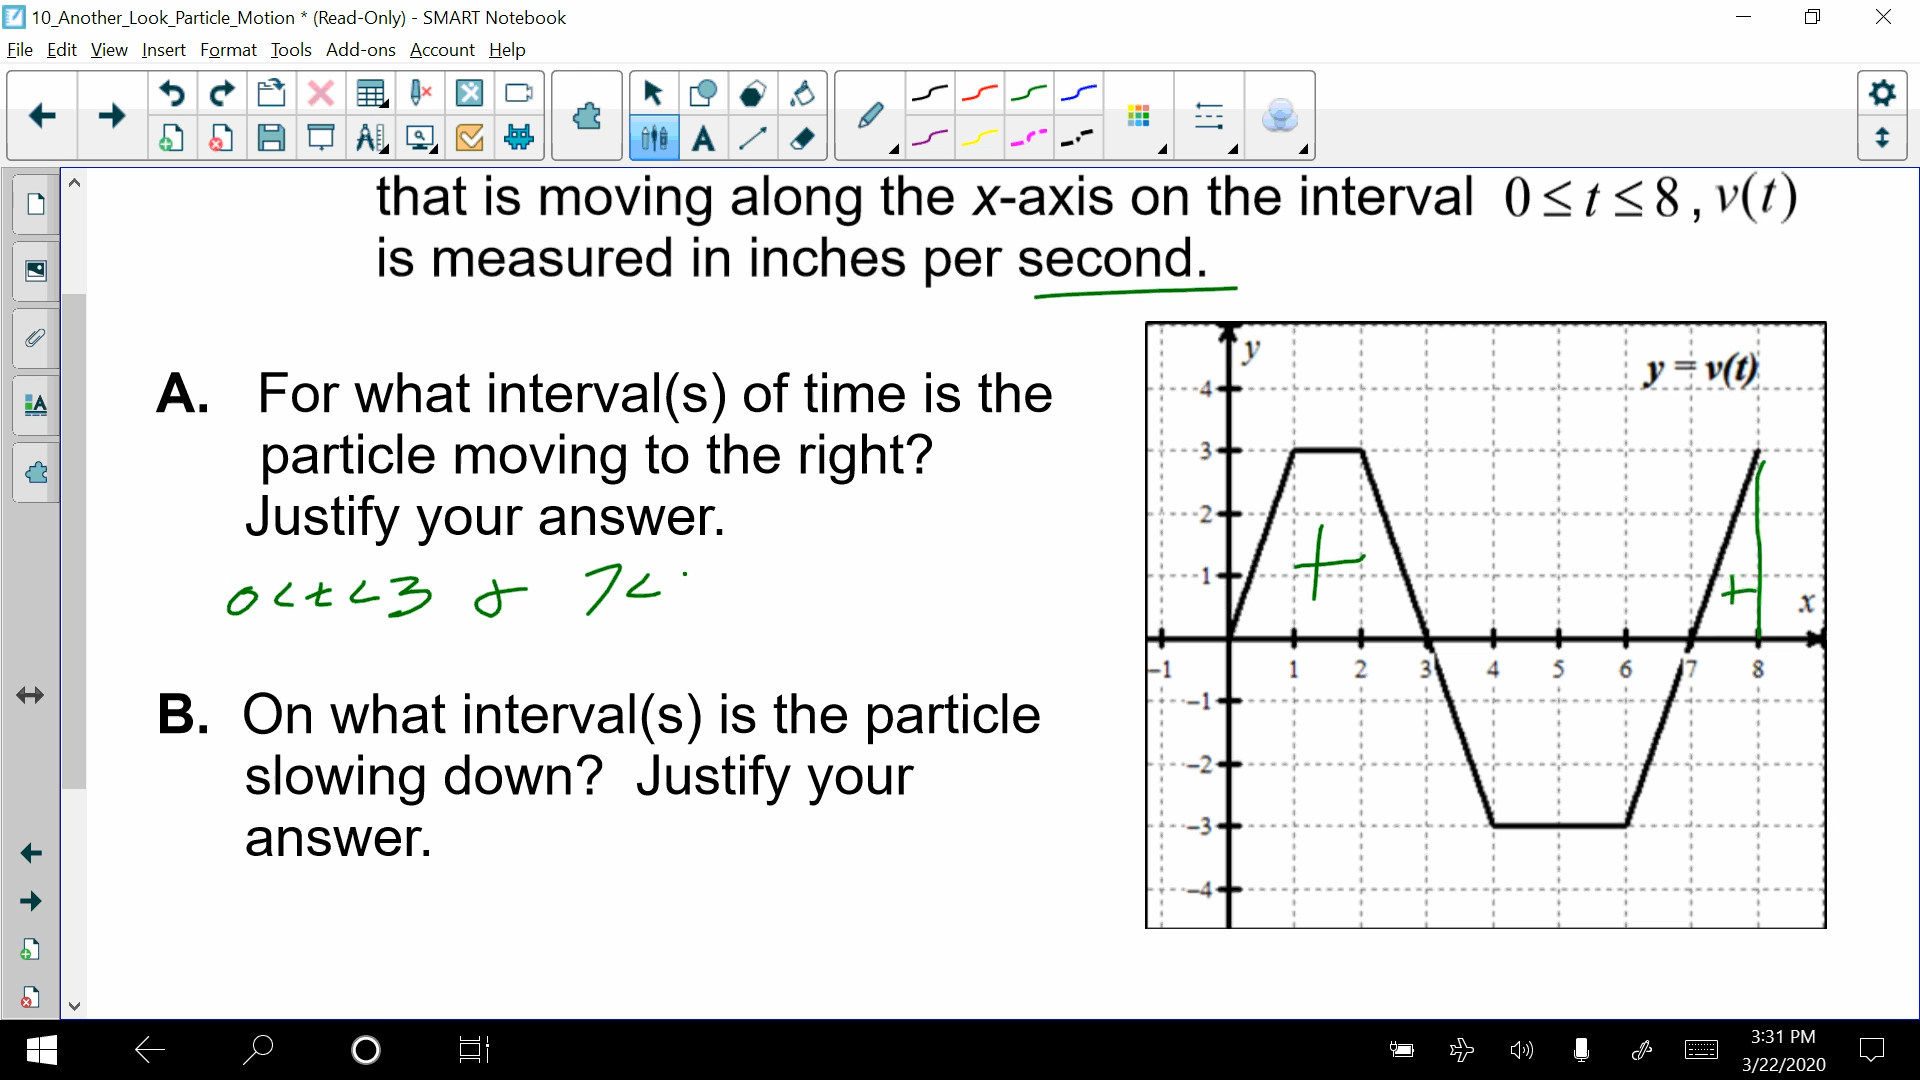 10_Another_Look_Particle_Motion * (Read-Only) - SMART Notebook
File Edit View Insert Format Tools Add-ons Account Help
that is moving along the x-axis on the interval 0 ≤ t ≤ 8, v(t)
is measured in inches per second.
A. For what interval(s) of time is the
particle moving to the right?
Justify your answer.
0<t<3 & 7<
B. On what interval(s) is the particle
slowing down? Justify your
answer.
y
y = v(t)
4
3
2
1
+
+
x
-1 1 2 3 4 5 6 7 8
-1
-2
-3
-4
3:31 PM
3/22/2020